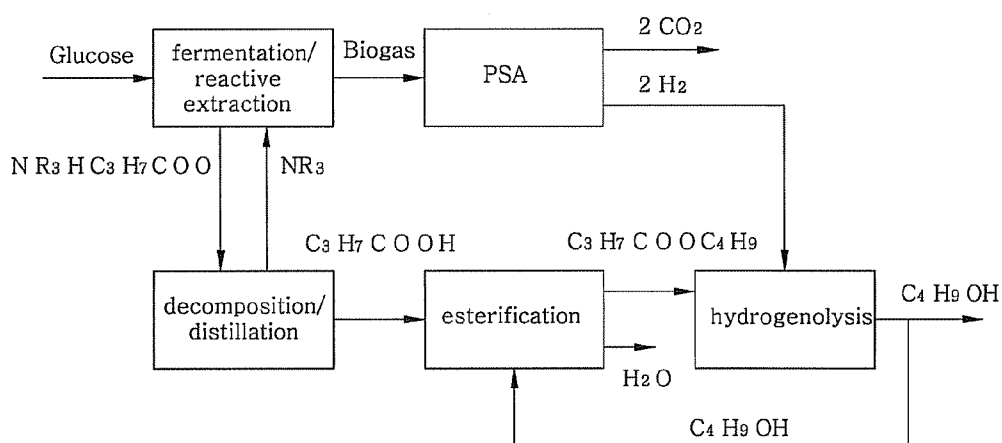 Glucose
fermentation/
reactive
extraction
Biogas
PSA
2 CO2
2 H2
N R3 H C3 H7 C O O
NR3
C3 H7 C O O H
C3 H7 C O O C4 H9
decomposition/
distillation
esterification
hydrogenolysis
C4 H9 OH
H2 O
C4 H9 OH